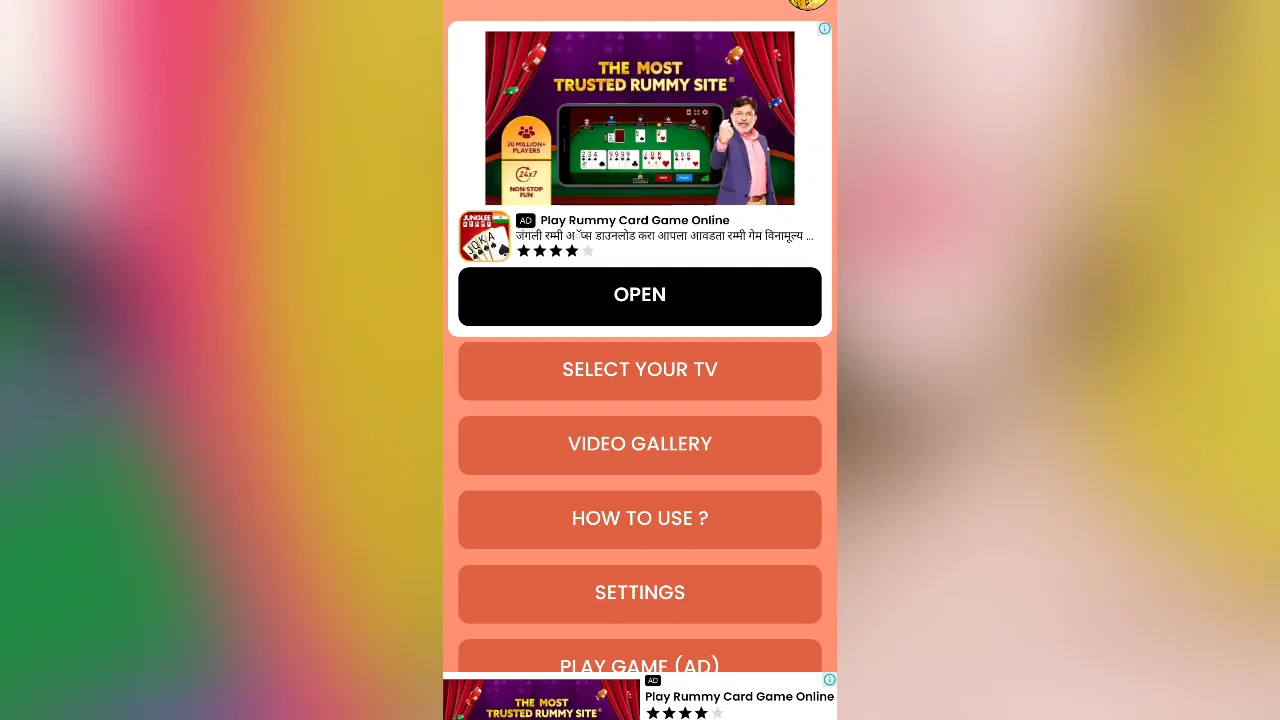 THE MOST
TRUSTED RUMMY SITE®
30 MILLION+
PLAYERS
24x7
NON-STOP
FUN
JUNGLEE
AD Play Rummy Card Game Online
जंगली रम्मी अॅप्स डाउनलोड करा आपला आवडता रम्मी गेम विनामूल्य ...
OPEN
SELECT YOUR TV
VIDEO GALLERY
HOW TO USE ?
SETTINGS
PLAY GAME (AD)
THE MOST
TRUSTED RUMMY SITE®
AD
Play Rummy Card Game Online